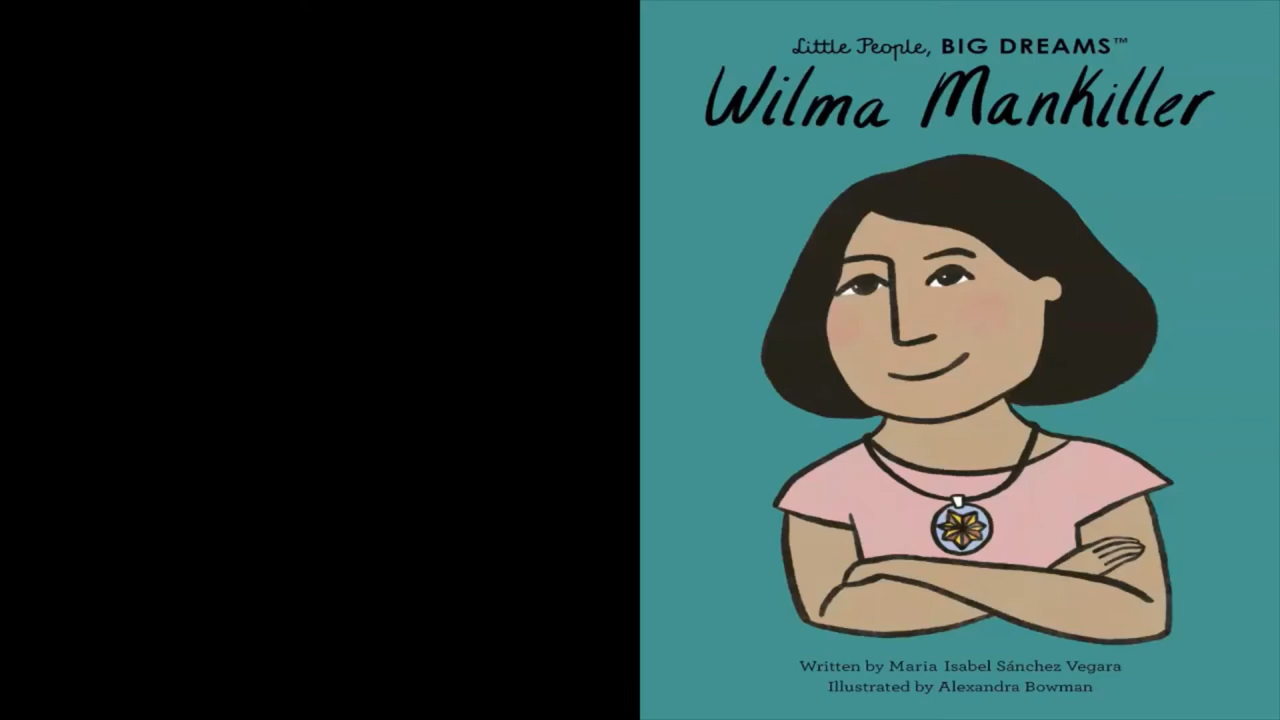 Little People, BIG DREAMS™
Wilma Mankiller
Written by Maria Isabel Sánchez Vegara
Illustrated by Alexandra Bowman